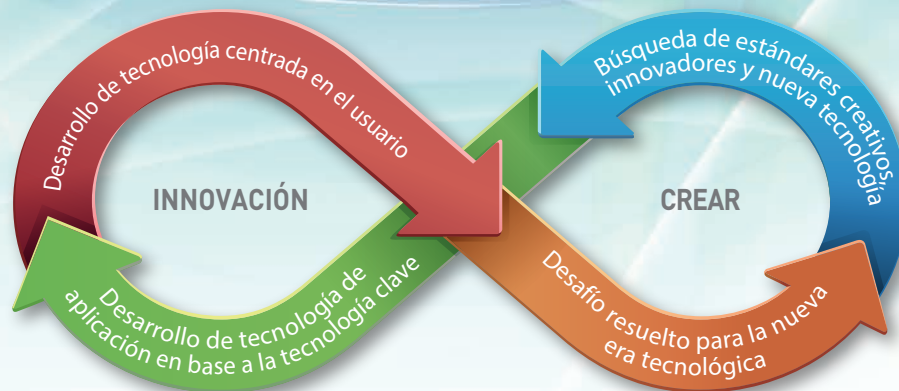 Desarrollo de tecnología centrada en el usuario
Búsqueda de estándares creativos,
innovadores y nueva tecnología
INNOVACIÓN
CREAR
Desarrollo de tecnología de
aplicación en base a la tecnología clave
Desafío resuelto para la nueva
era tecnológica